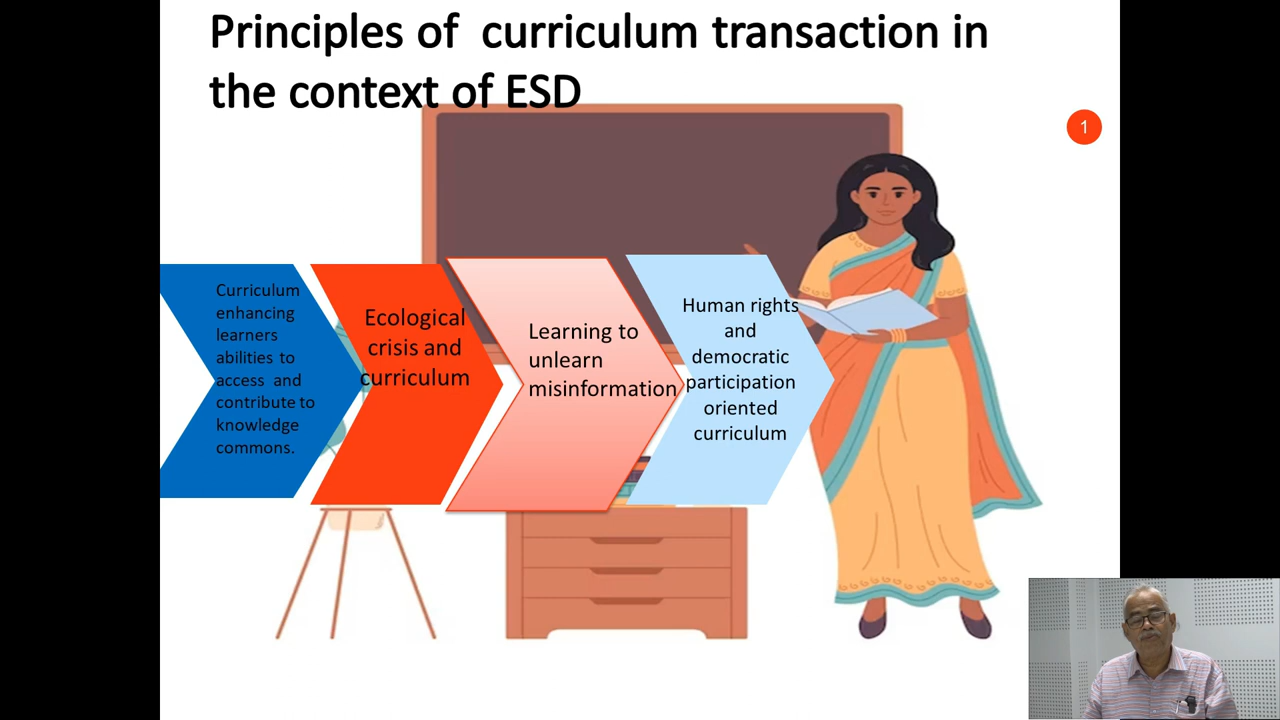 Principles of  curriculum transaction in
the context of ESD
1
Curriculum
enhancing
learners
abilities to
access and
contribute to
knowledge
commons.
Ecological
crisis and
curriculum
Learning to
unlearn
misinformation
Human rights
and
democratic
participation
oriented
curriculum